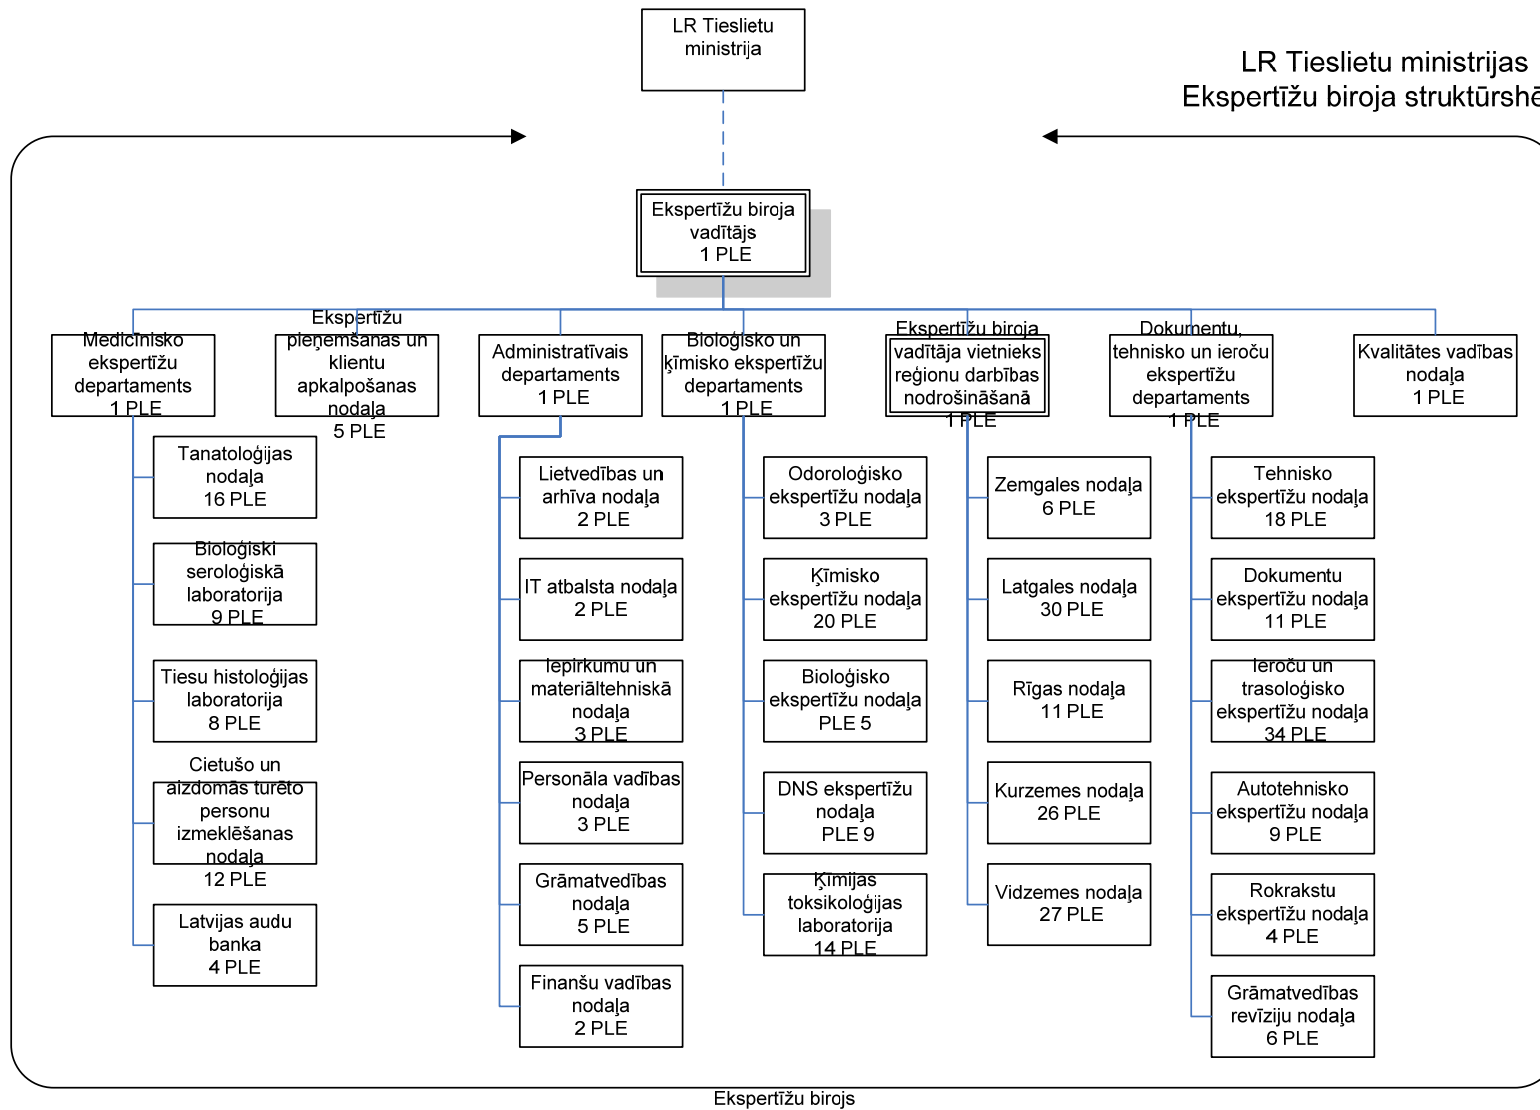 LR Tieslietu
ministrija
LR Tieslietu ministrijas
Ekspertīžu biroja
Ekspertīžu biroja
vadītājs
1 PLE
Medicīnisko
ekspertīžu
departaments
1 PLE
Ekspertīžu
pieņemšanas un
klientu
apkalpošanas
nodaļa
5 PLE
Administratīvais
departaments
1 PLE
Bioloģisko un
ķīmisko ekspertīžu
departaments
1 PLE
Ekspertīžu biroja
vadītāja vietnieks
reģionu darbības
nodrošināšanā
1 PLE
Dokumentu,
tehnisko un ieroču
ekspertīžu
departaments
1 PLE
Kvalitātes vadības
nodaļa
1 PLE
Tanatoloģijas
nodaļa
16 PLE
Bioloģiski
seroloģiskā
laboratorija
9 PLE
Tiesu histoloģijas
laboratorija
8 PLE
Cietušo un
aizdomās turēto
personu
izmeklēšanas
nodaļa
12 PLE
Latvijas audu
banka
4 PLE
Lietvedības un
arhīva nodaļa
2 PLE
IT atbalsta nodaļa
2 PLE
Iepirkumu un
materiāltehniskā
nodaļa
3 PLE
Personāla vadības
nodaļa
3 PLE
Grāmatvedības
nodaļa
5 PLE
Finanšu vadības
nodaļa
2 PLE
Odoroloģisko
ekspertīžu nodaļa
3 PLE
Ķīmisko
ekspertīžu nodaļa
20 PLE
Bioloģisko
ekspertīžu nodaļa
PLE 5
DNS ekspertīžu
nodaļa
PLE 9
Ķīmijas
toksikoloģijas
laboratorija
14 PLE
Zemgales nodaļa
6 PLE
Latgales nodaļa
30 PLE
Rīgas nodaļa
11 PLE
Kurzemes nodaļa
26 PLE
Vidzemes nodaļa
27 PLE
Tehnisko
ekspertīžu nodaļa
18 PLE
Dokumentu
ekspertīžu nodaļa
11 PLE
Ieroču un
trasoloģisko
ekspertīžu nodaļa
34 PLE
Autotehnisko
ekspertīžu nodaļa
9 PLE
Rokrakstu
ekspertīžu nodaļa
4 PLE
Grāmatvedības
revīziju nodaļa
6 PLE
Ekspertīžu birojs